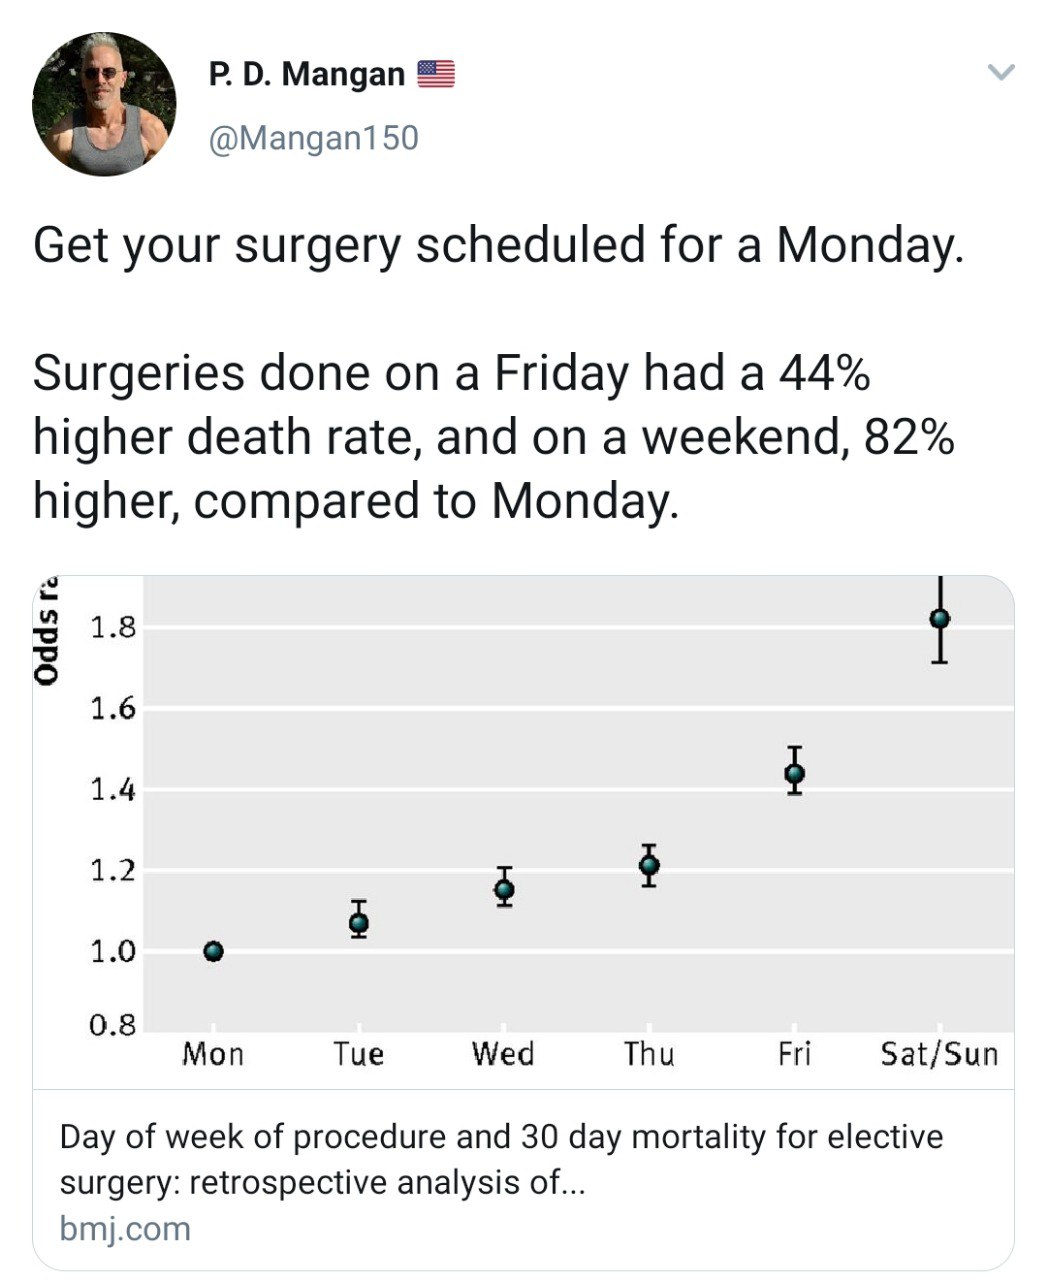 P. D. Mangan 🇺🇸
@Mangan150
Get your surgery scheduled for a Monday.
Surgeries done on a Friday had a 44%
higher death rate, and on a weekend, 82%
higher, compared to Monday.
Odds
1.8
1.6
1.4
1.2
1.0
0.8
Mon Tue Wed Thu Fri Sat/Sun
Day of week of procedure and 30 day mortality for elective
surgery: retrospective analysis of...
bmj.com